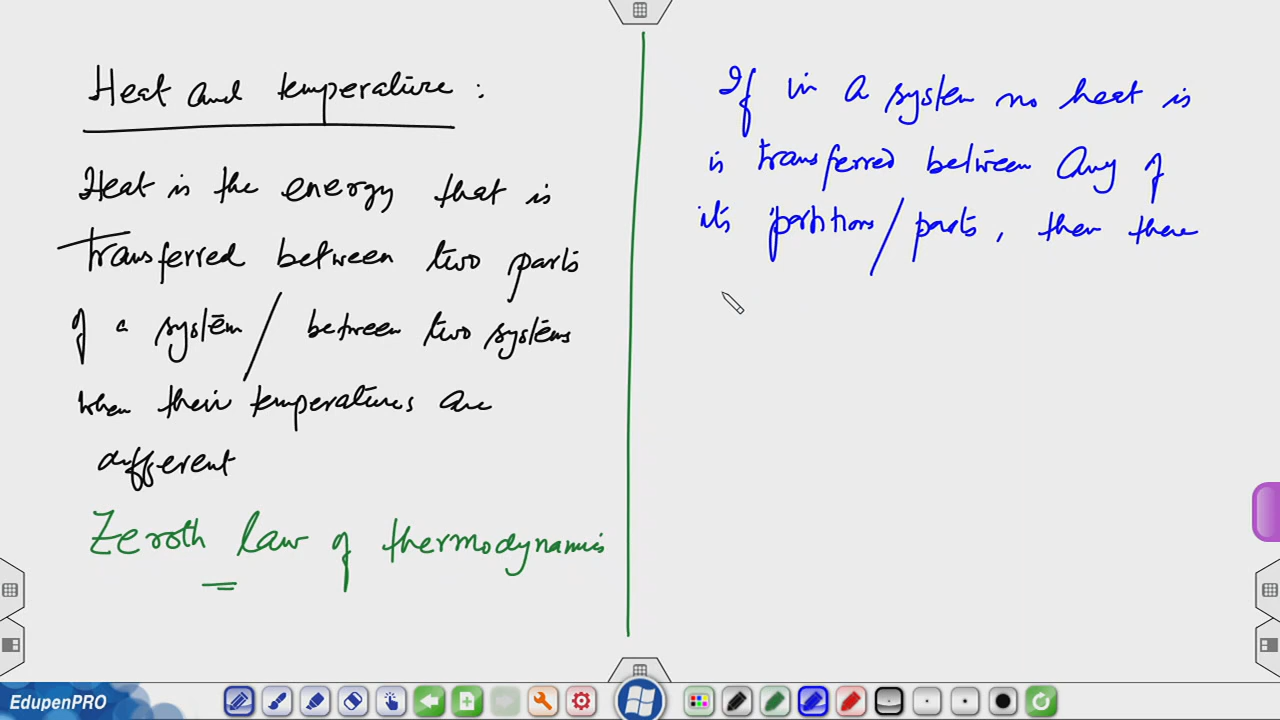 Heat and temperature :
Heat is the energy that is
transferred between two parts
of a system / between two systems
when their temperatures are
different
Zeroth law of thermodynamics
If in a system no heat is
is transferred between any of
it's partitions / parts, then there
EdupenPRO